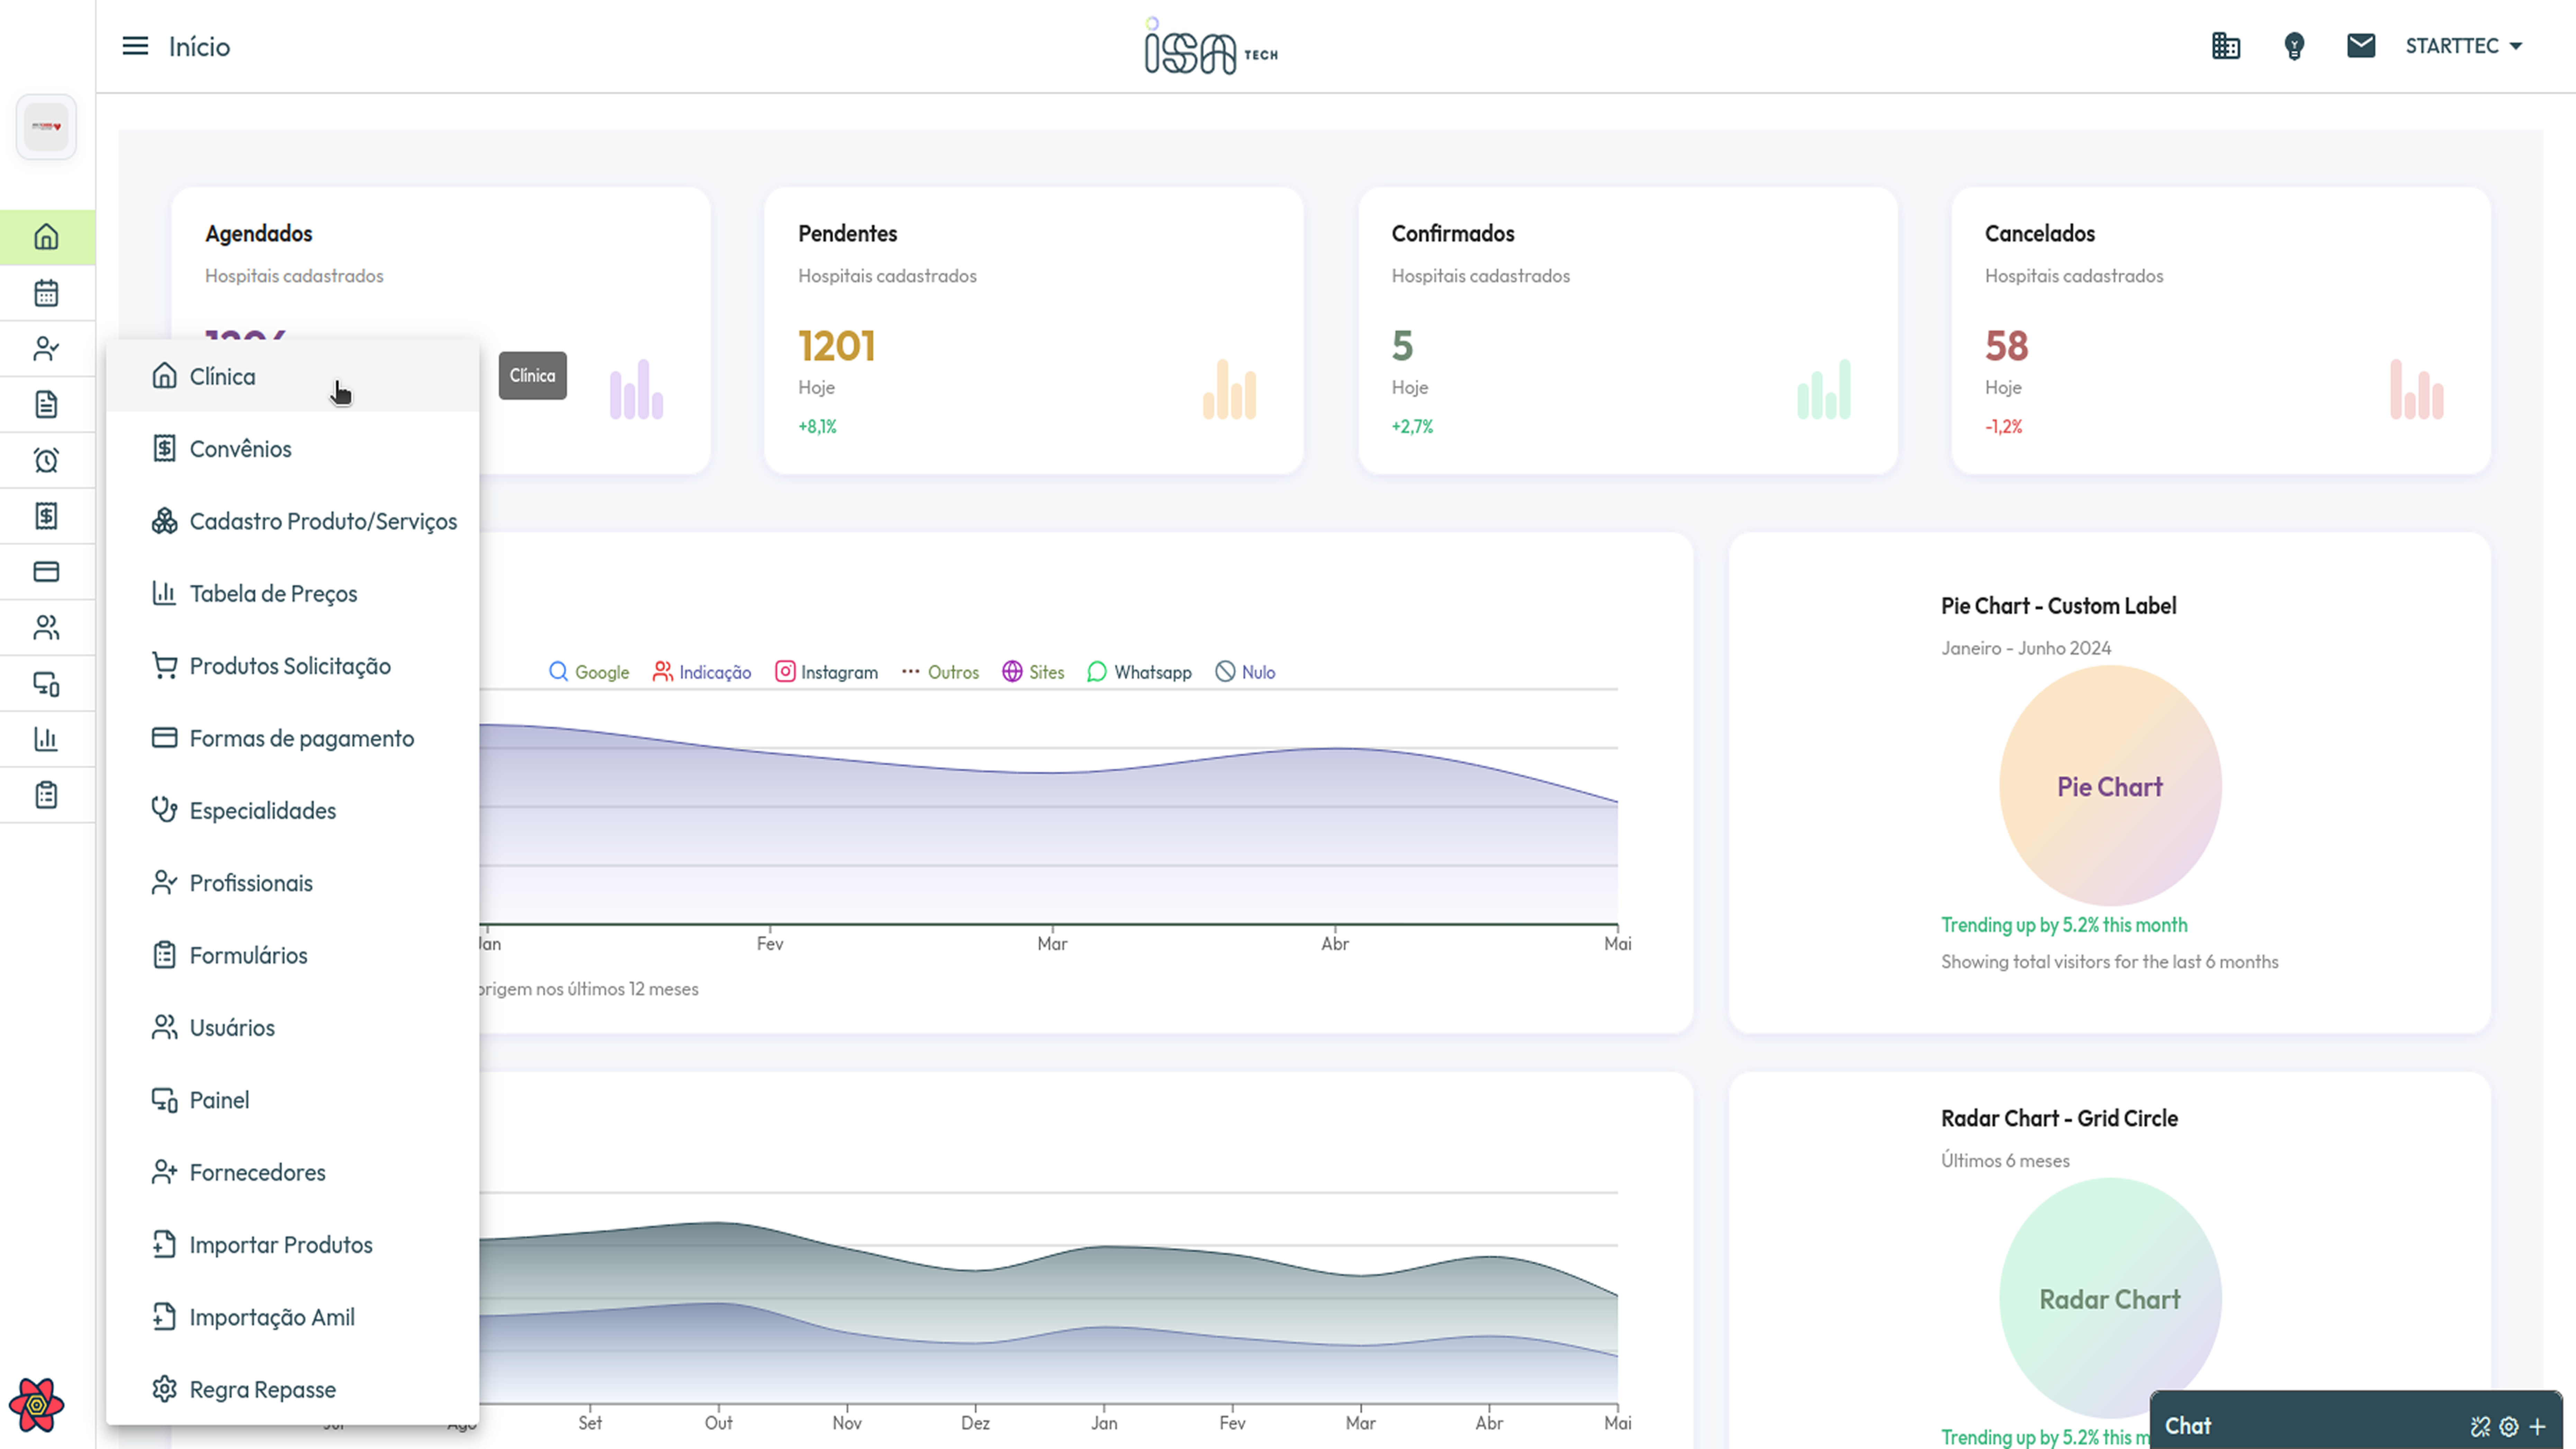 Início
isa TECH
STARTTEC
Agendados
Hospitais cadastrados
Pendentes
Hospitais cadastrados
1201
Hoje
+8,1%
Confirmados
Hospitais cadastrados
5
Hoje
+2,7%
Cancelados
Hospitais cadastrados
58
Hoje
-1,2%
Clínica
Clínica
Convênios
Cadastro Produto/Serviços
Tabela de Preços
Produtos Solicitação
Formas de pagamento
Especialidades
Profissionais
Formulários
Usuários
Painel
Fornecedores
Importar Produtos
Importação Amil
Regra Repasse
Google Indicação Instagram Outros Sites Whatsapp Nulo
Jan Fev Mar Abr Mai
origem nos últimos 12 meses
Pie Chart - Custom Label
Janeiro - Junho 2024
Pie Chart
Trending up by 5.2% this month
Showing total visitors for the last 6 months
Set Out Nov Dez Jan Fev Mar Abr Mai
Radar Chart - Grid Circle
Últimos 6 meses
Radar Chart
Trending up by 5.2% this m
Chat